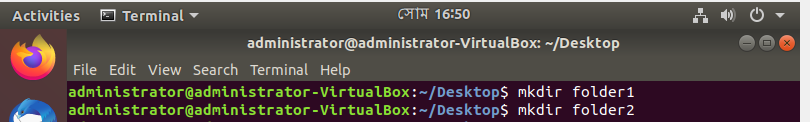 Activities Terminal সোম 16:50
administrator@administrator-VirtualBox: ~/Desktop
File Edit View Search Terminal Help
administrator@administrator-VirtualBox:~/Desktop$ mkdir folder1
administrator@administrator-VirtualBox:~/Desktop$ mkdir folder2